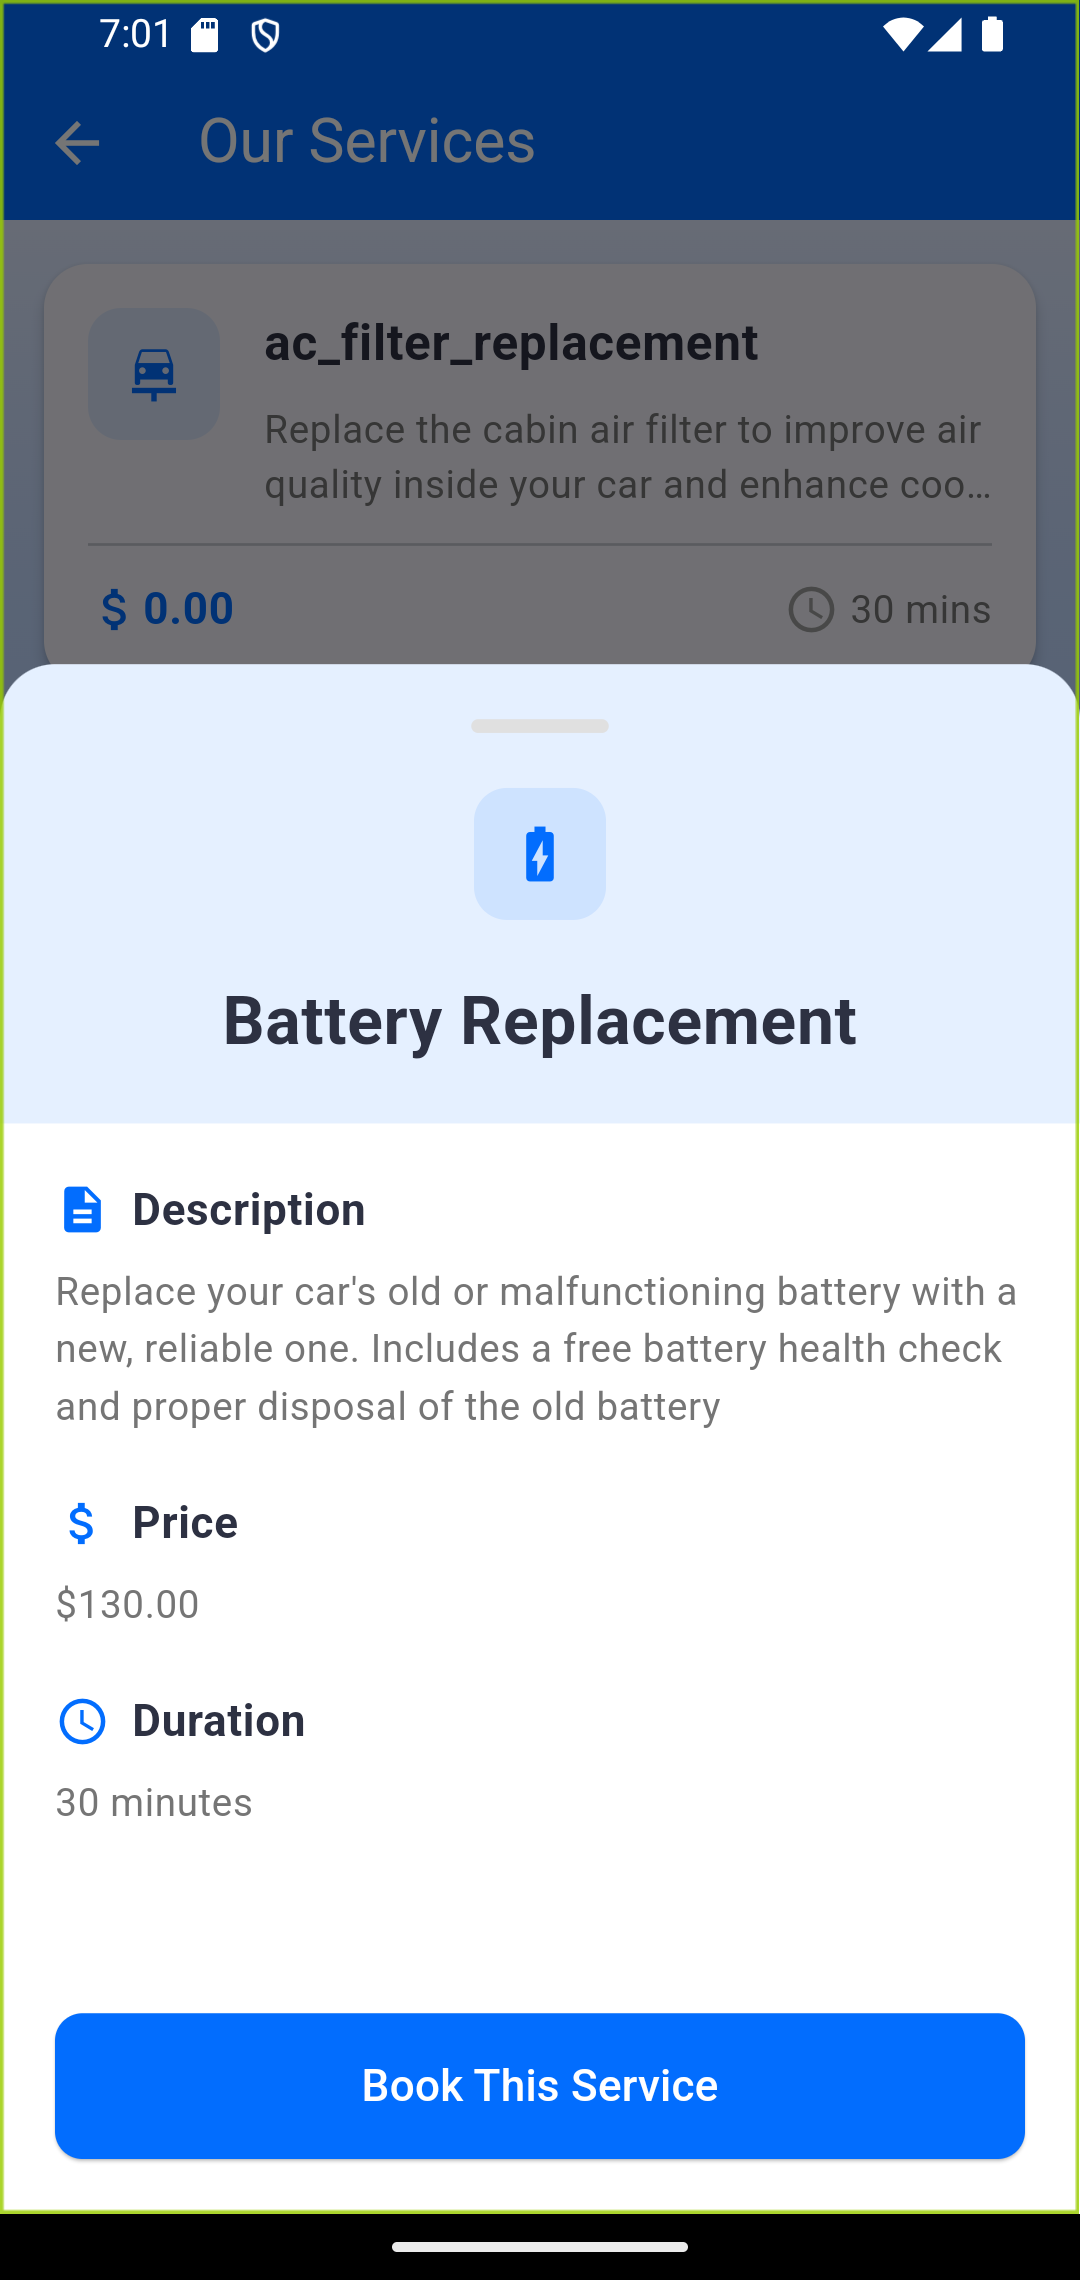 7:01
Our Services
ac_filter_replacement
Replace the cabin air filter to improve air
quality inside your car and enhance coo…
$ 0.00
30 mins
Battery Replacement
Description
Replace your car's old or malfunctioning battery with a
new, reliable one. Includes a free battery health check
and proper disposal of the old battery
$ Price
$130.00
Duration
30 minutes
Book This Service